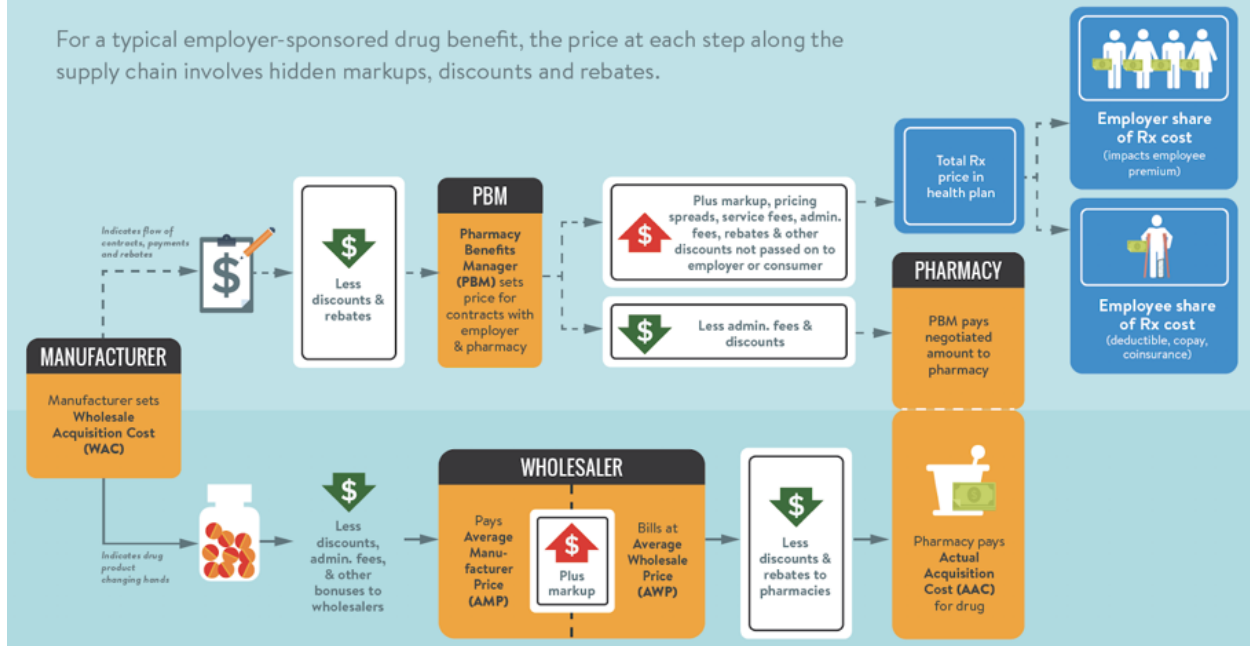 For a typical employer-sponsored drug benefit, the price at each step along the
supply chain involves hidden markups, discounts and rebates.
Employer share
of Rx cost
(impacts employee
premium)
Total Rx
price in
health plan
Employee share
of Rx cost
(deductible, copay,
coinsurance)
Indicates flow of
contracts, payments
and rebates
$
$
Less
discounts &
rebates
PBM
Pharmacy
Benefits
Manager
(PBM) sets
price for
contracts with
employer
& pharmacy
$
Plus markup, pricing
spreads, service fees, admin.
fees, rebates & other
discounts not passed on to
employer or consumer
$
Less admin. fees &
discounts
PHARMACY
PBM pays
negotiated
amount to
pharmacy
MANUFACTURER
Manufacturer sets
Wholesale
Acquisition Cost
(WAC)
Indicates drug
product
changing hands
$
Less
discounts,
admin. fees,
& other
bonuses to
wholesalers
WHOLESALER
Pays
Average
Manu-
facturer
Price
(AMP)
$
Plus
markup
Bills at
Average
Wholesale
Price
(AWP)
$
Less
discounts &
rebates to
pharmacies
Pharmacy pays
Actual
Acquisition
Cost (AAC)
for drug